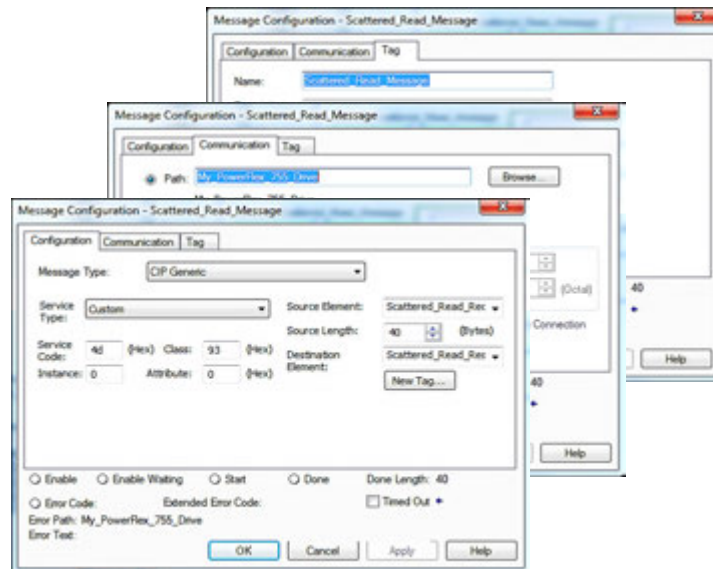 Message Configuration - Scattered_Read_Message
Configuration Communication Tag
Name: Scattered_Read_Message
Message Configuration - Scattered_Read_Message
Configuration Communication Tag
Path: My_PowerFlex_755_Drive Browse...
(Octal)
40
Connection
Help
40
Help
Message Configuration - Scattered_Read_Message
Configuration Communication Tag
Message Type: CIP Generic
Service Type: Custom
Source Element: Scattered_Read_Rec
Source Length: 40 (Bytes)
Service Code: 4d (Hex) Class: 93 (Hex)
Destination Element: Scattered_Read_Rec
Instance: 0 Attribute: 0 (Hex)
New Tag...
Enable Enable Waiting Start Done Done Length: 40
Error Code: Extended Error Code: Timed Out
Error Path: My_PowerFlex_755_Drive
Error Text:
OK Cancel Apply Help